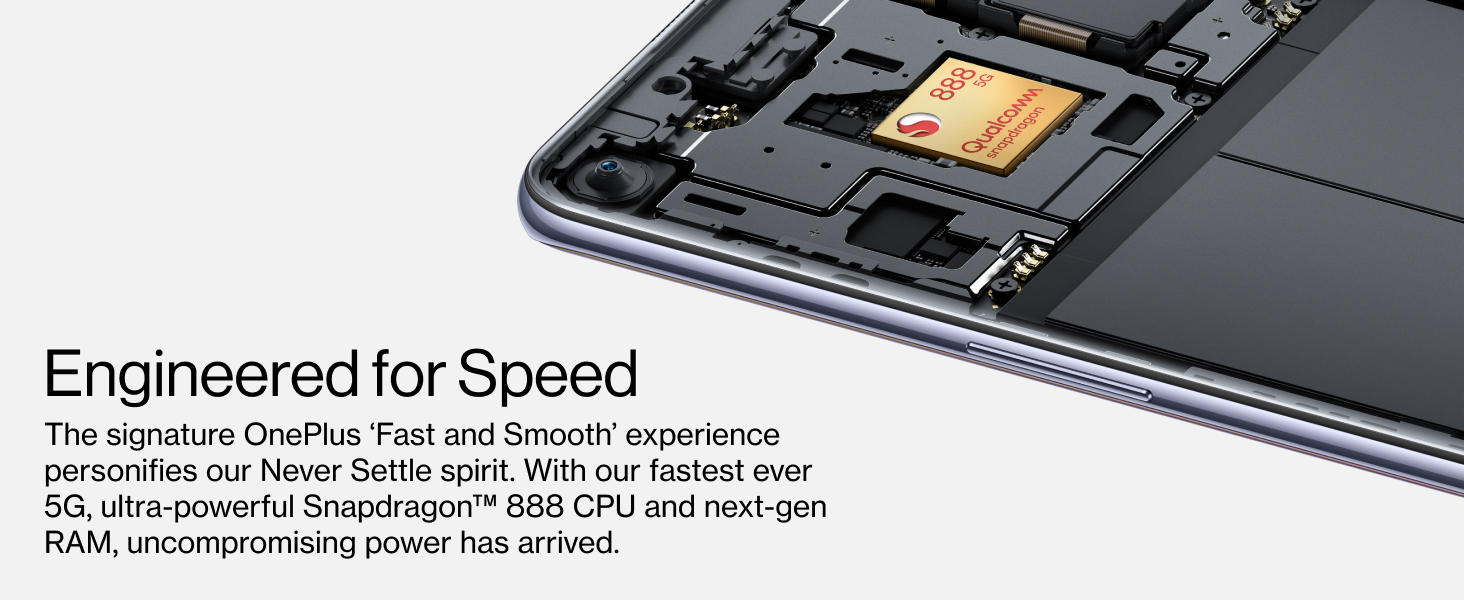 888
5G
Qualcomm
snapdragon
Engineered for Speed
The signature OnePlus ‘Fast and Smooth’ experience
personifies our Never Settle spirit. With our fastest ever
5G, ultra-powerful Snapdragon™ 888 CPU and next-gen
RAM, uncompromising power has arrived.